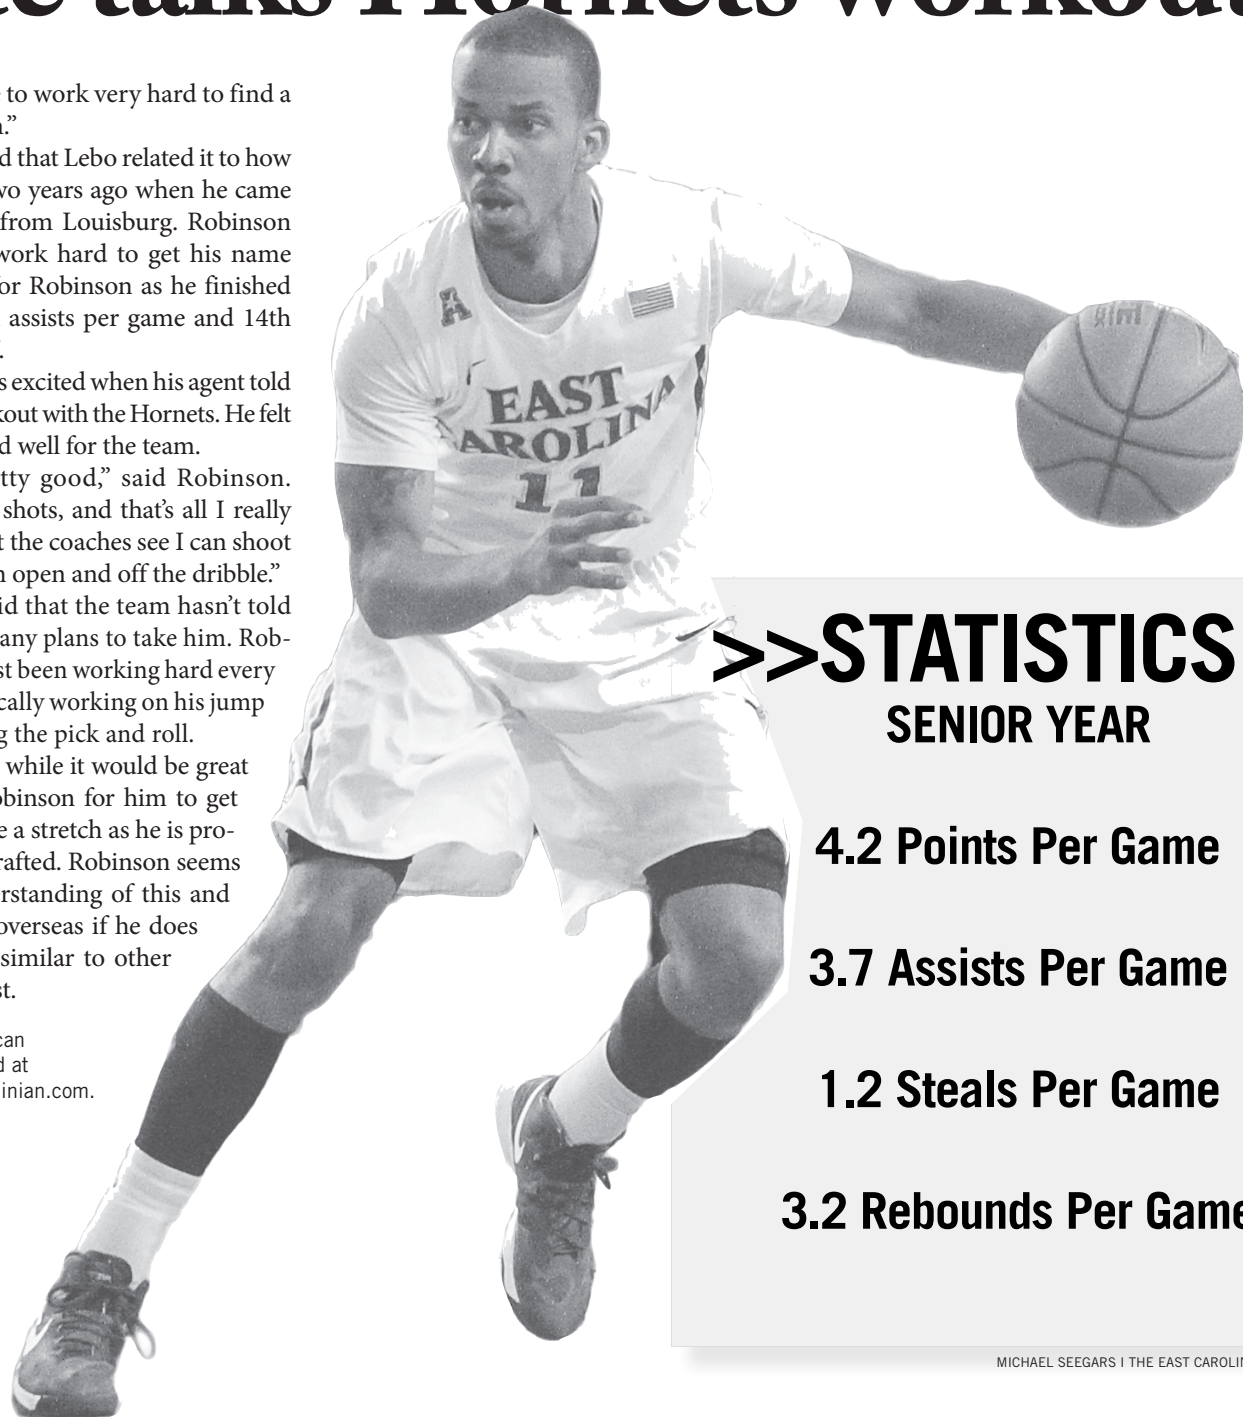 talks Hornets workout
to work very hard to find a
d that Lebo related it to how
wo years ago when he came
from Louisburg. Robinson
work hard to get his name
or Robinson as he finished
assists per game and 14th
s excited when his agent told
kout with the Hornets. He felt
d well for the team.
tty good,” said Robinson.
shots, and that’s all I really
t the coaches see I can shoot
n open and off the dribble.”
id that the team hasn’t told
any plans to take him. Rob-
st been working hard every
cally working on his jump
g the pick and roll.
while it would be great
obinson for him to get
e a stretch as he is pro-
rafted. Robinson seems
rstanding of this and
overseas if he does
similar to other
st.
can
d at
inian.com.
A
EAST
CAROLINA
11
>>STATISTICS
SENIOR YEAR
4.2 Points Per Game
3.7 Assists Per Game
1.2 Steals Per Game
3.2 Rebounds Per Game
MICHAEL SEEGARS I THE EAST CAROLIN